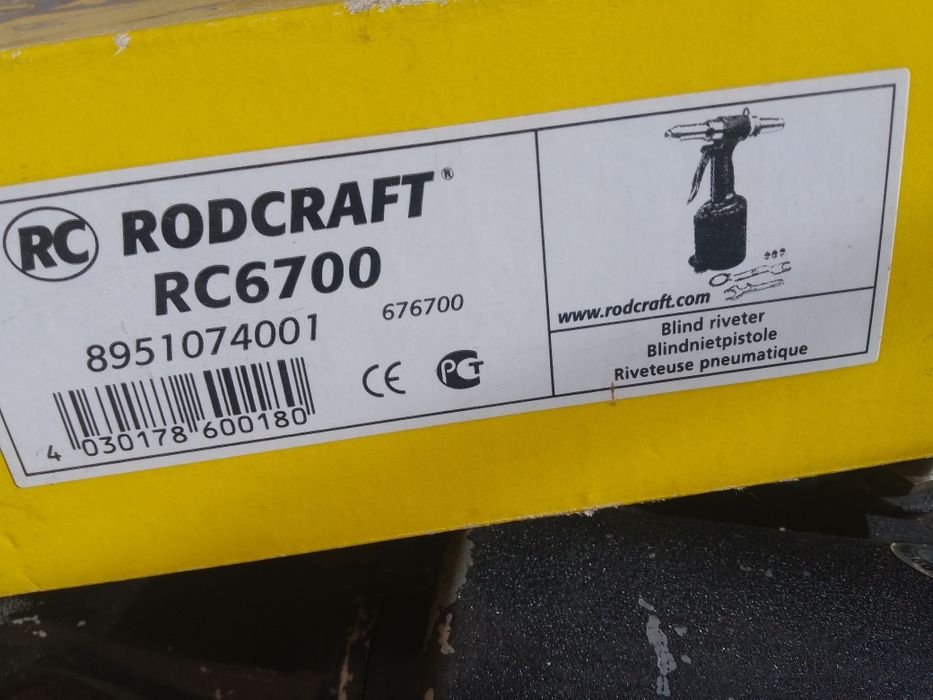 RC RODCRAFT®
RC6700
8951074001
676700
CE PCT
4 030178 600180
www.rodcraft.com
Blind riveter
Blindnietpistole
Riveteuse pneumatique